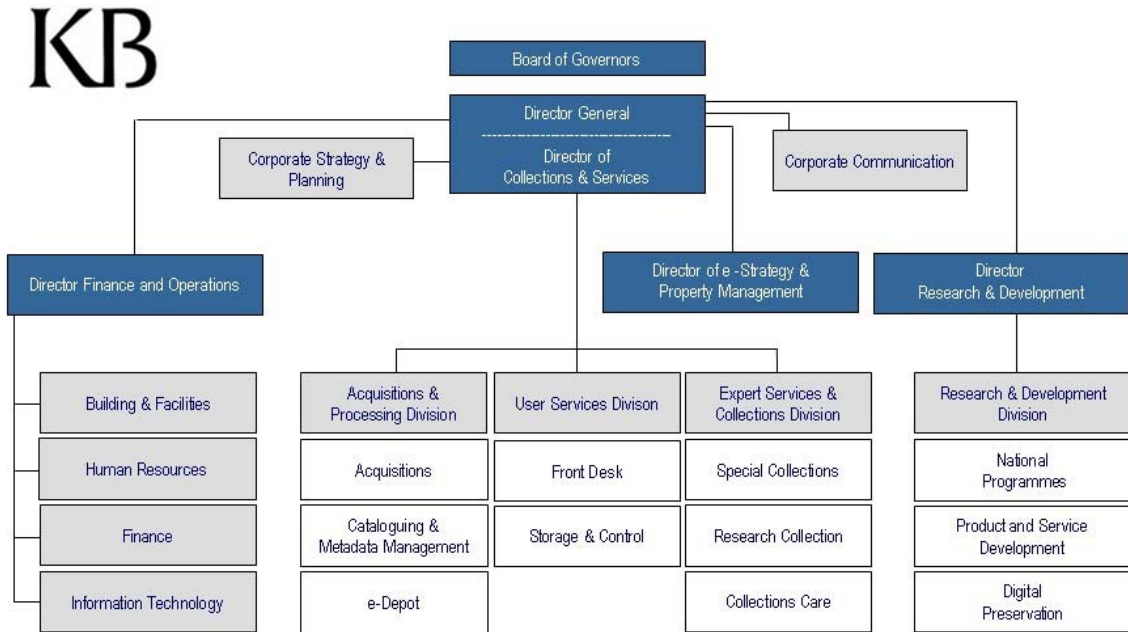 KB
Board of Governors
Director General
Director of
Collections & Services
Corporate Strategy &
Planning
Corporate Communication
Director Finance and Operations
Director of e -Strategy &
Property Management
Director
Research & Development
Building & Facilities
Human Resources
Finance
Information Technology
Acquisitions &
Processing Division
Acquisitions
Cataloguing &
Metadata Management
e-Depot
User Services Divison
Front Desk
Storage & Control
Expert Services &
Collections Division
Special Collections
Research Collection
Collections Care
Research & Development
Division
National
Programmes
Product and Service
Development
Digital
Preservation